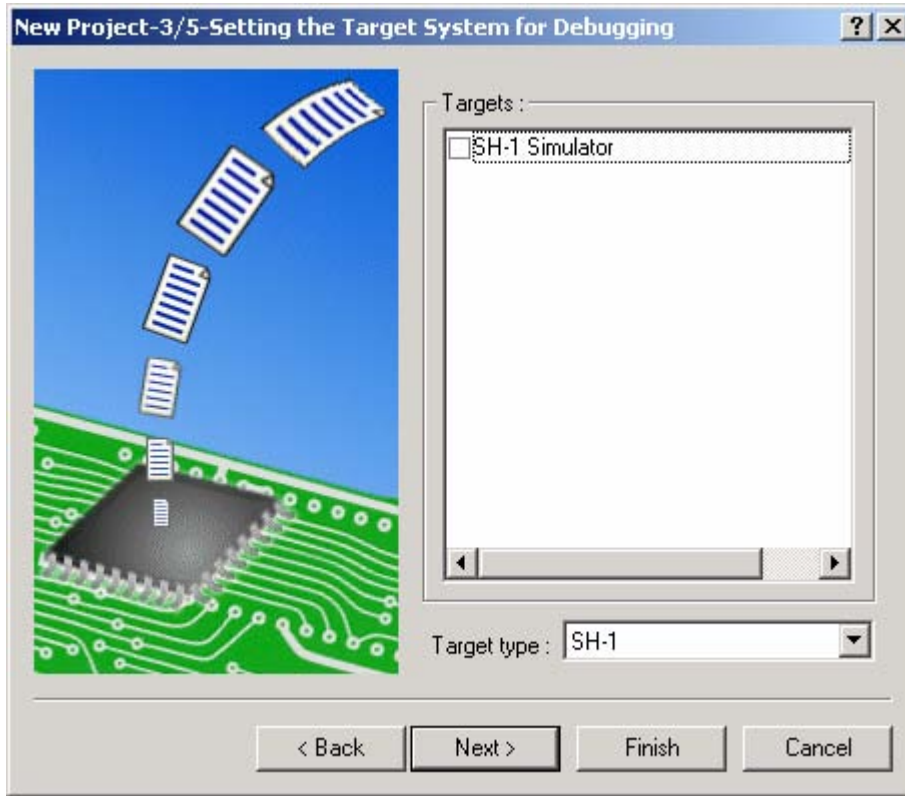 New Project-3/5-Setting the Target System for Debugging
Targets :
SH-1 Simulator
Target type : SH-1
< Back Next > Finish Cancel